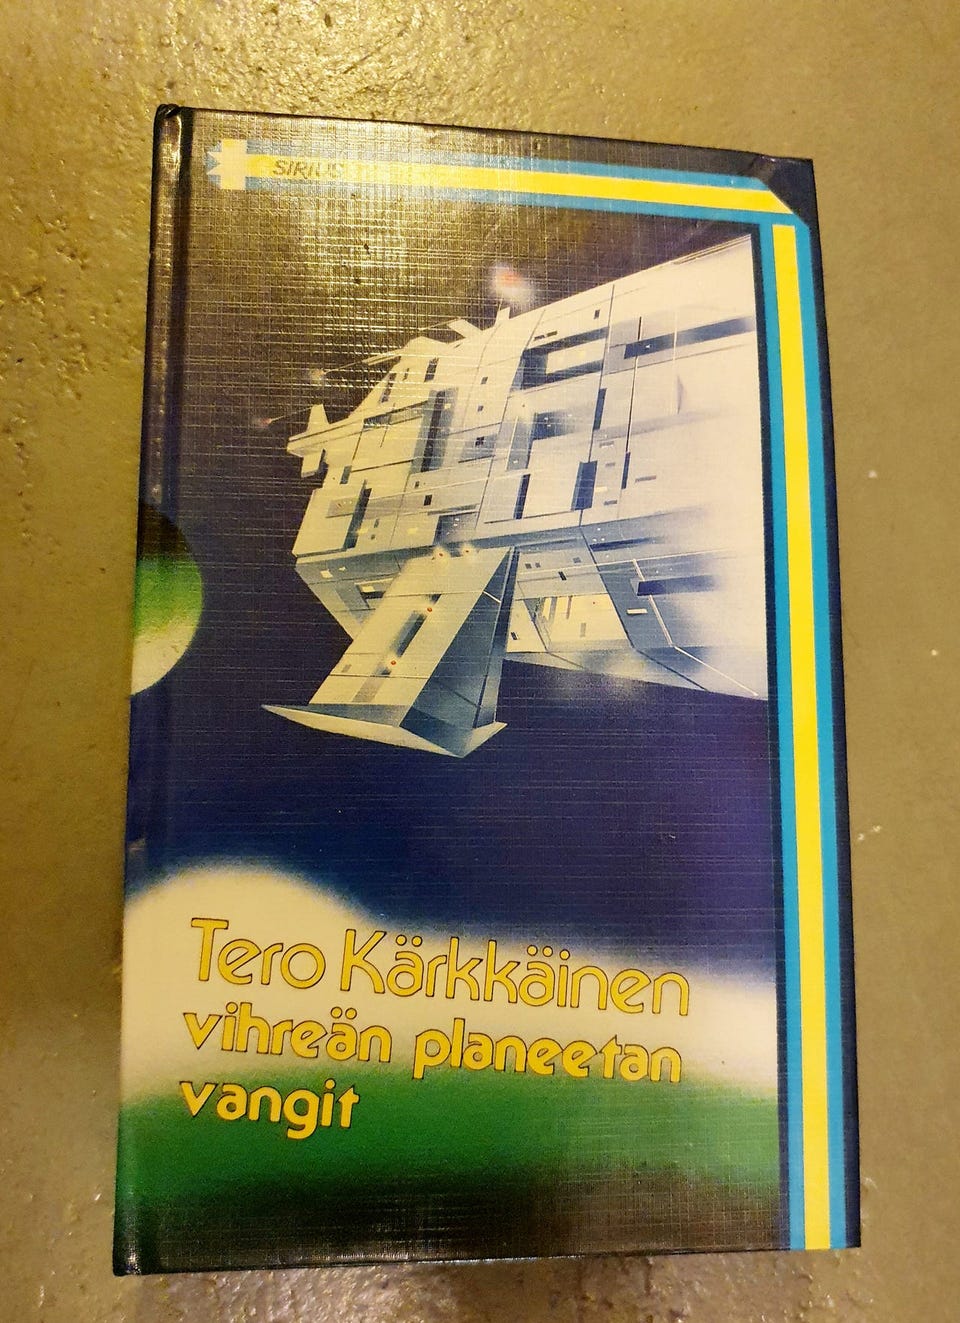 SIRIUS
Tero Kärkkäinen
vihreän planeetan
vangit